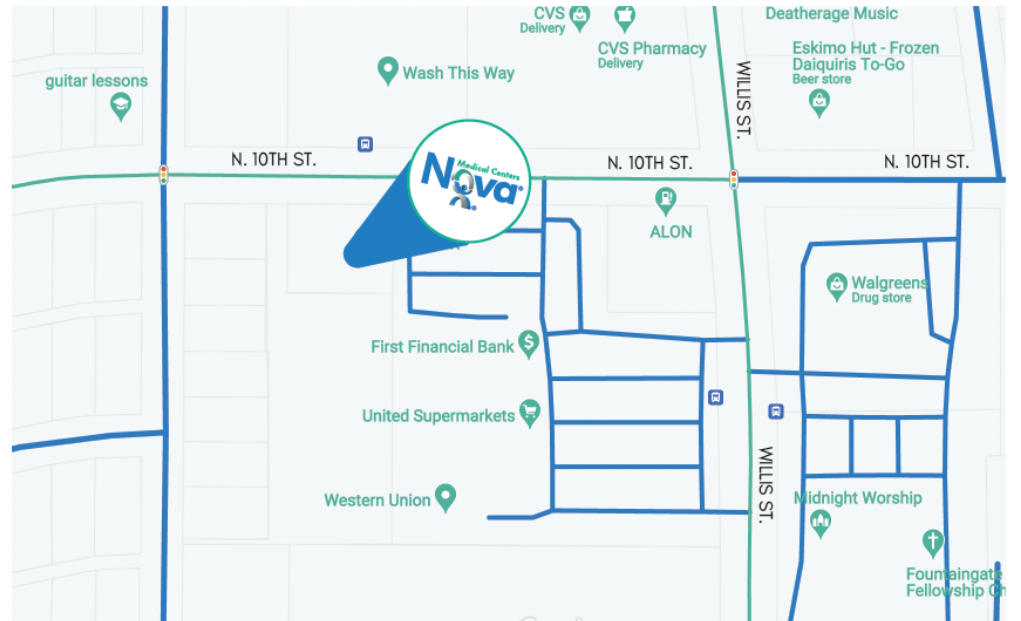 CVS
Delivery
CVS Pharmacy
Delivery
Deatherage Music
Eskimo Hut - Frozen
Daiquiris To-Go
Beer store
guitar lessons
Wash This Way
WILLIS ST.
N. 10TH ST.
Medical Centers
Nova
N. 10TH ST.
N. 10TH ST.
ALON
Walgreens
Drug store
First Financial Bank
United Supermarkets
Western Union
WILLIS ST.
Midnight Worship
Fountaingate
Fellowship Ch